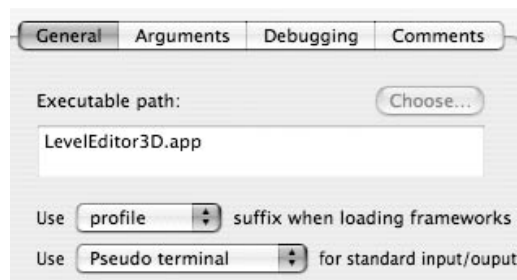 General Arguments Debugging Comments
Executable path: Choose...
LevelEditor3D.app
Use profile suffix when loading frameworks
Use Pseudo terminal for standard input/ouput